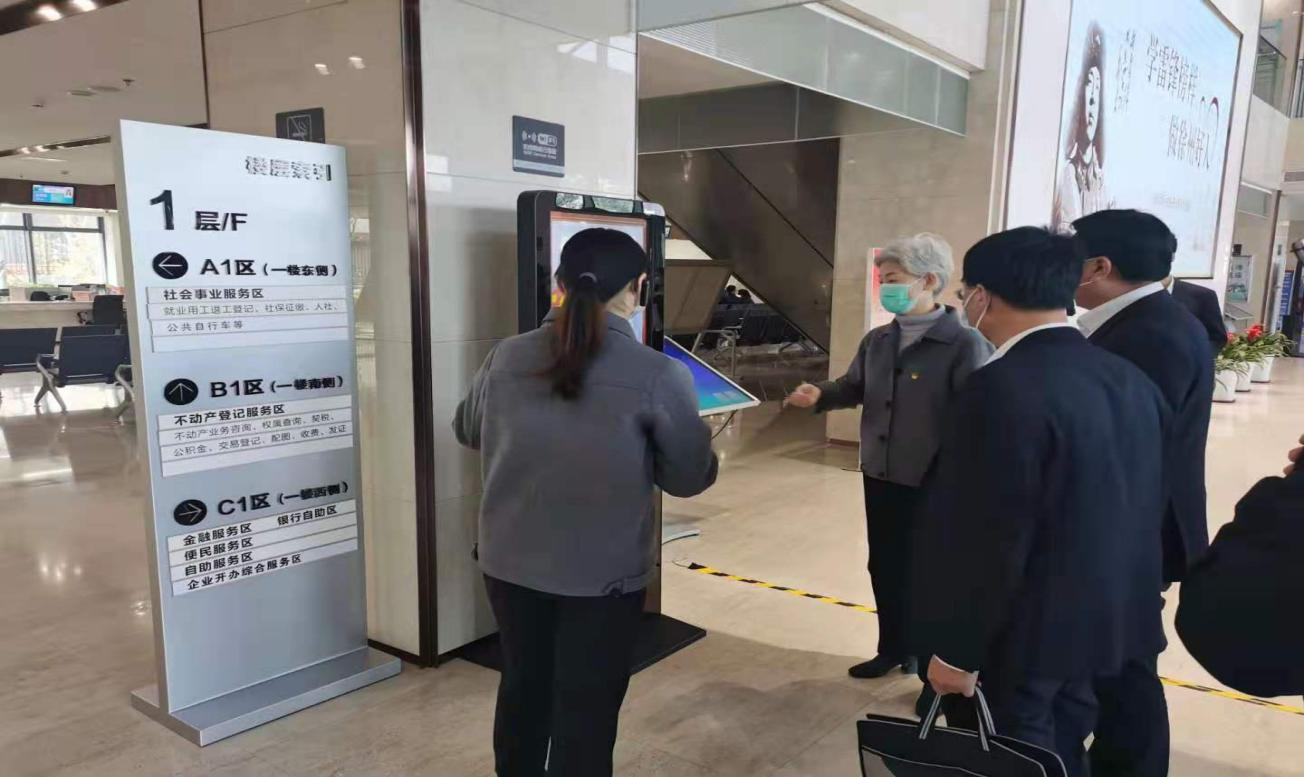 楼层索引
1 层/F
A1区（一楼东侧）
社会事业服务区
就业用工退工登记、社保征缴、人社、
公共自行车等
B1区（一楼南侧）
不动产登记服务区
不动产业务咨询、权属查询、契税、
公积金、交易登记、配图、收费、发证
C1区（一楼西侧）
金融服务区 银行自助区
便民服务区
自助服务区
企业开办综合服务区
WiFi
学雷锋榜样
做徐州好人